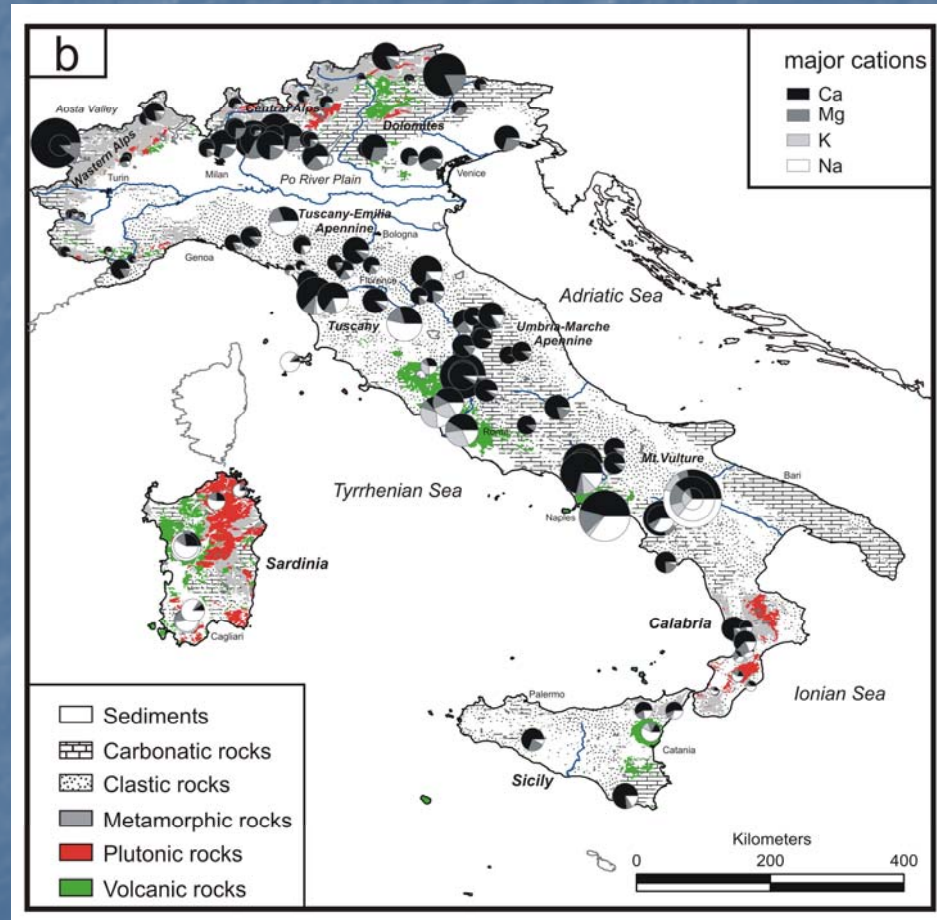 b
major cations
Ca
Mg
K
Na
Aosta Valley
Central Alps
Dolomites
Wastern Alps
Turin
Milan
Po River Plain
Venice
Tuscany-Emilia
Apennine
Bologna
Genoa
Florence
Adriatic Sea
Tuscany
Umbria-Marche
Apennine
Roma
Mt.Vulture
Bari
Tyrrhenian Sea
Naples
Sardinia
Cagliari
Calabria
Ionian Sea
Palermo
Catania
Sicily
Sediments
Carbonatic rocks
Clastic rocks
Metamorphic rocks
Plutonic rocks
Volcanic rocks
Kilometers
0 200 400